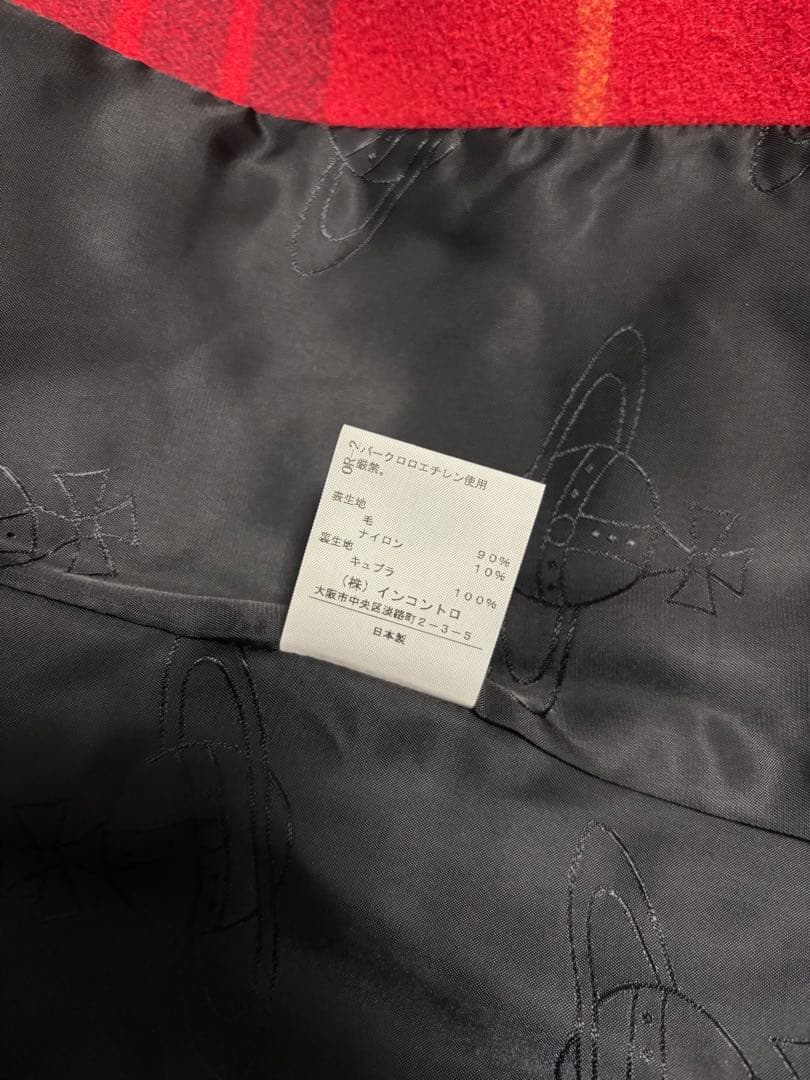 OR-2
パークロロエチレン使用
厳禁。
表生地
毛 90%
ナイロン 10%
裏生地
キュプラ 100%
(株)インコントロ
大阪市中央区淡路町2-3-5
日本製